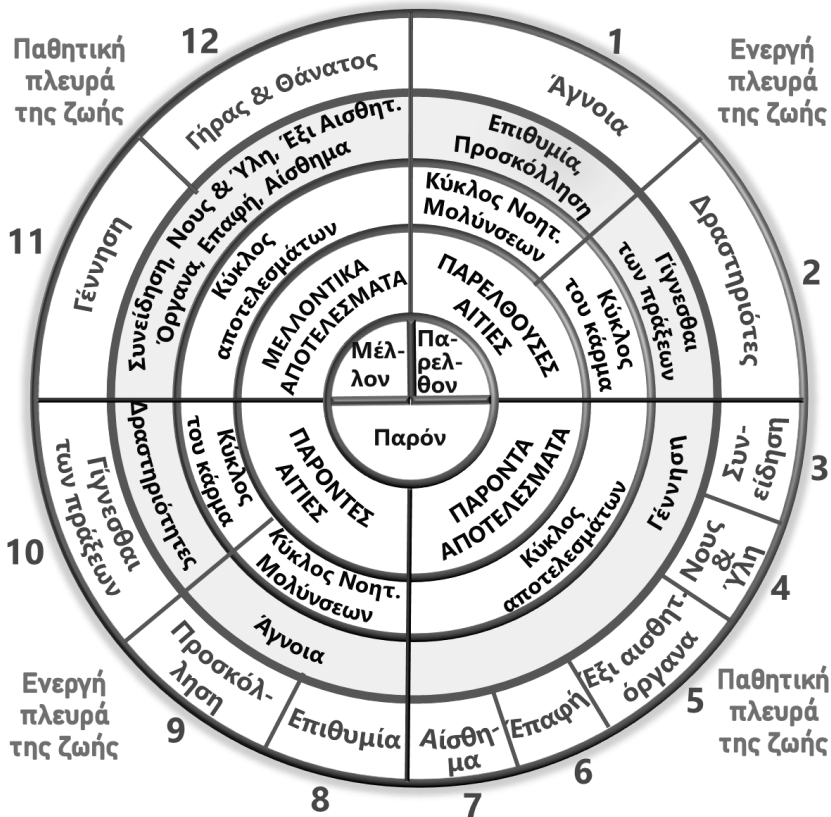 Παθητική
πλευρά
της ζωής
12
1
Ενεργή
πλευρά
της ζωής
Γήρας & Θάνατος
Άγνοια
Συνείδηση, Νους & Ύλη, Έξι Αισθητ.
Όργανα, Επαφή, Αίσθημα
Επιθυμία,
Προσκόλληση
11
Γέννηση
Κύκλος
αποτελεσμάτων
Κύκλος Νοητ.
Μολύνσεων
Δραστηριότες
2
ΜΕΛΛΟΝΤΙΚΑ
ΑΠΟΤΕΛΕΣΜΑΤΑ
ΠΑΡΕΛΘΟΥΣΕΣ
ΑΙΤΙΕΣ
Κύκλος
του κάρμα
Γίγνεσθαι
των πράξεων
Μέλ-
λον
Πα-
ρελ-
θον
Παρόν
10
Γίγνεσθαι
των πράξεων
Δραστηριότητες
Κύκλος
του κάρμα
ΠΑΡΟΝΤΕΣ
ΑΙΤΙΕΣ
ΠΑΡΟΝΤΑ
ΑΠΟΤΕΛΕΣΜΑΤΑ
Κύκλος
αποτελεσμάτων
Γέννηση
Συν-
είδηση
3
Νους
&
Ύλη
4
Κύκλος Νοητ.
Μολύνσεων
Άγνοια
Προσκόλ-
ληση
9
Επιθυμία
8
Αίσθη-
μα
7
Επαφή
6
Έξι αισθητ.
όργανα
5
Ενεργή
πλευρά
της ζωής
Παθητική
πλευρά
της ζωής